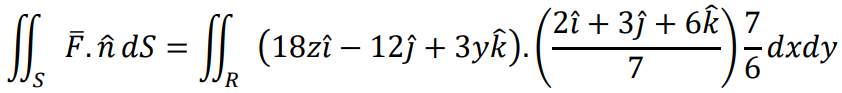 ∬_S F̄.n̂ dS = ∬_R (18zî − 12ĵ + 3yk̂).((2î + 3ĵ + 6k̂)/7) 7/6 dxdy